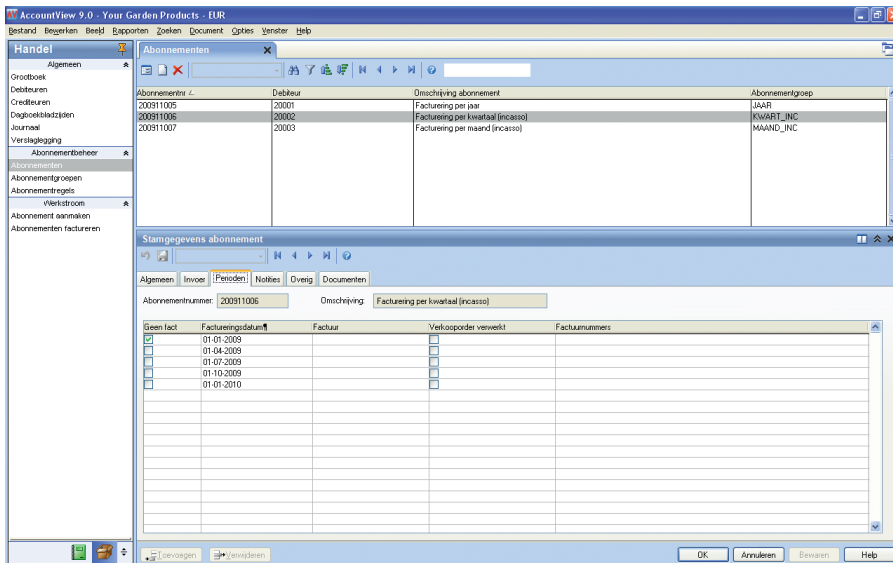 AccountView 9.0 - Your Garden Products - EUR
Bestand Bewerken Beeld Rapporten Zoeken Document Opties Venster Help
Handel
Algemeen
Grootboek
Debiteuren
Crediteuren
Dagboekbladzijden
Journaal
Verslaglegging
Abonnementbeheer
Abonnementen
Abonnementgroepen
Abonnementregels
Werkstroom
Abonnement aanmaken
Abonnementen factureren
Abonnementen
Abonnementnr Debiteur Omschrijving abonnement Abonnementgroep
200911005 20001 Facturering per jaar JAAR
200911006 20002 Facturering per kwartaal (incasso) KWART_INC
200911007 20003 Facturering per maand (incasso) MAAND_INC
Stamgegevens abonnement
Algemeen Invoer Perioden Notities Overig Documenten
Abonnementnummer: 200911006 Omschrijving: Facturering per kwartaal (incasso)
Geen fact Factureringsdatum¶ Factuur Verkooporder verwerkt Factuurnummers
01-01-2009
01-04-2009
01-07-2009
01-10-2009
01-01-2010
Toevoegen Verwijderen OK Annuleren Bewaren Help